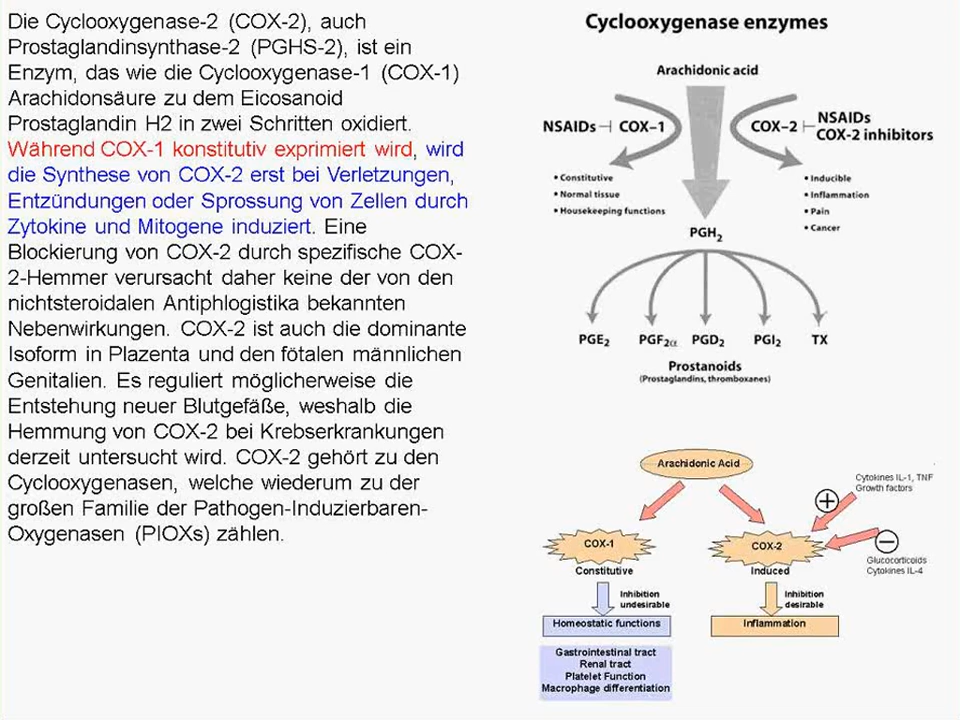 Die Cyclooxygenase-2 (COX-2), auch
Prostaglandinsynthase-2 (PGHS-2), ist ein
Enzym, das wie die Cyclooxygenase-1 (COX-1)
Arachidonsäure zu dem Eicosanoid
Prostaglandin H2 in zwei Schritten oxidiert.
Während COX-1 konstitutiv exprimiert wird, wird
die Synthese von COX-2 erst bei Verletzungen,
Entzündungen oder Sprossung von Zellen durch
Zytokine und Mitogene induziert. Eine
Blockierung von COX-2 durch spezifische COX-
2-Hemmer verursacht daher keine der von den
nichtsteroidalen Antiphlogistika bekannten
Nebenwirkungen. COX-2 ist auch die dominante
Isoform in Plazenta und den fötalen männlichen
Genitalien. Es reguliert möglicherweise die
Entstehung neuer Blutgefäße, weshalb die
Hemmung von COX-2 bei Krebserkrankungen
derzeit untersucht wird. COX-2 gehört zu den
Cyclooxygenasen, welche wiederum zu der
großen Familie der Pathogen-Induzierbaren-
Oxygenasen (PIOXs) zählen.
Cyclooxygenase enzymes
Arachidonic acid
NSAIDs COX-1
COX-2 NSAIDs
COX-2 inhibitors
• Constitutive
• Normal tissue
• Housekeeping functions
• Inducible
• Inflammation
• Pain
• Cancer
PGH2
PGE2 PGF2α PGD2 PGI2 TX
Prostanoids
(Prostaglandins, thromboxanes)
Arachidonic Acid
Cytokines IL-1, TNF
Growth factors
+
COX-1
COX-2
−
Glucocorticoids
Cytokines IL-4
Constitutive
Induced
Inhibition
undesirable
Inhibition
desirable
Homeostatic functions
Inflammation
Gastrointestinal tract
Renal tract
Platelet Function
Macrophage differentiation